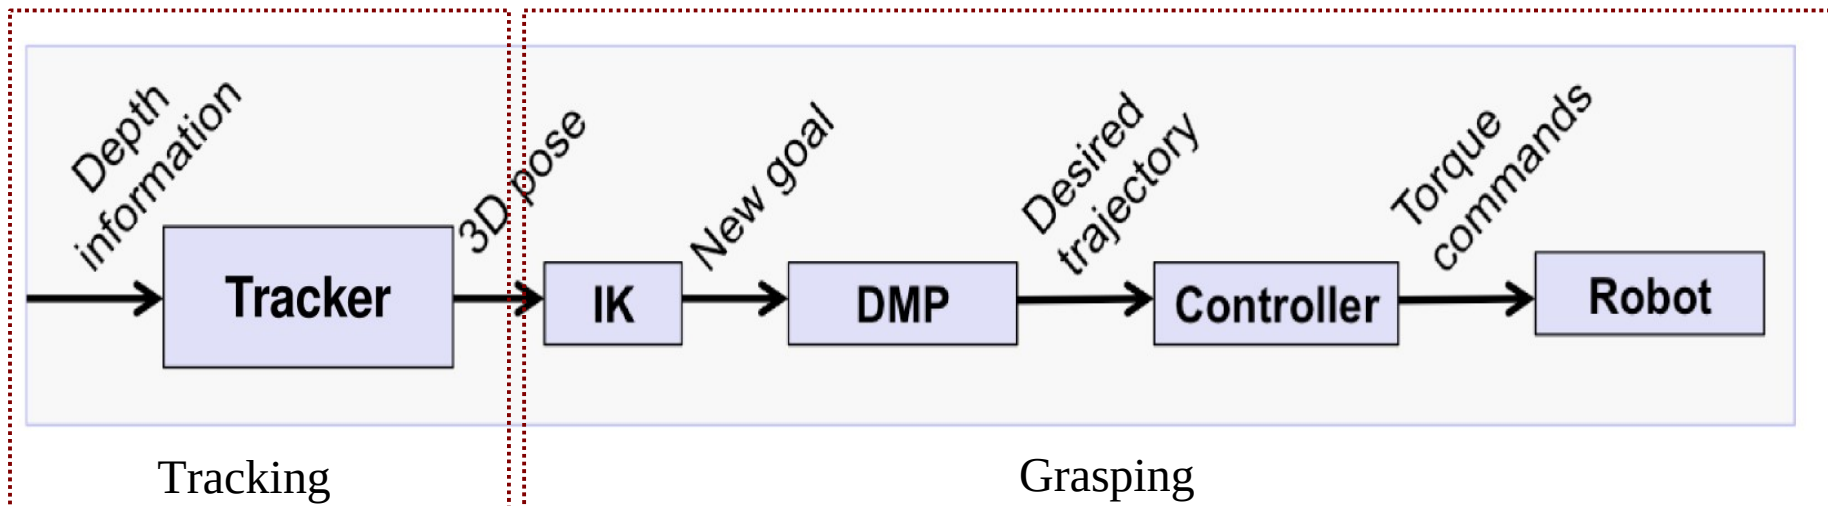 Depth
information
Tracker
3D pose
IK
New goal
DMP
Desired
trajectory
Controller
Torque
commands
Robot
Tracking
Grasping